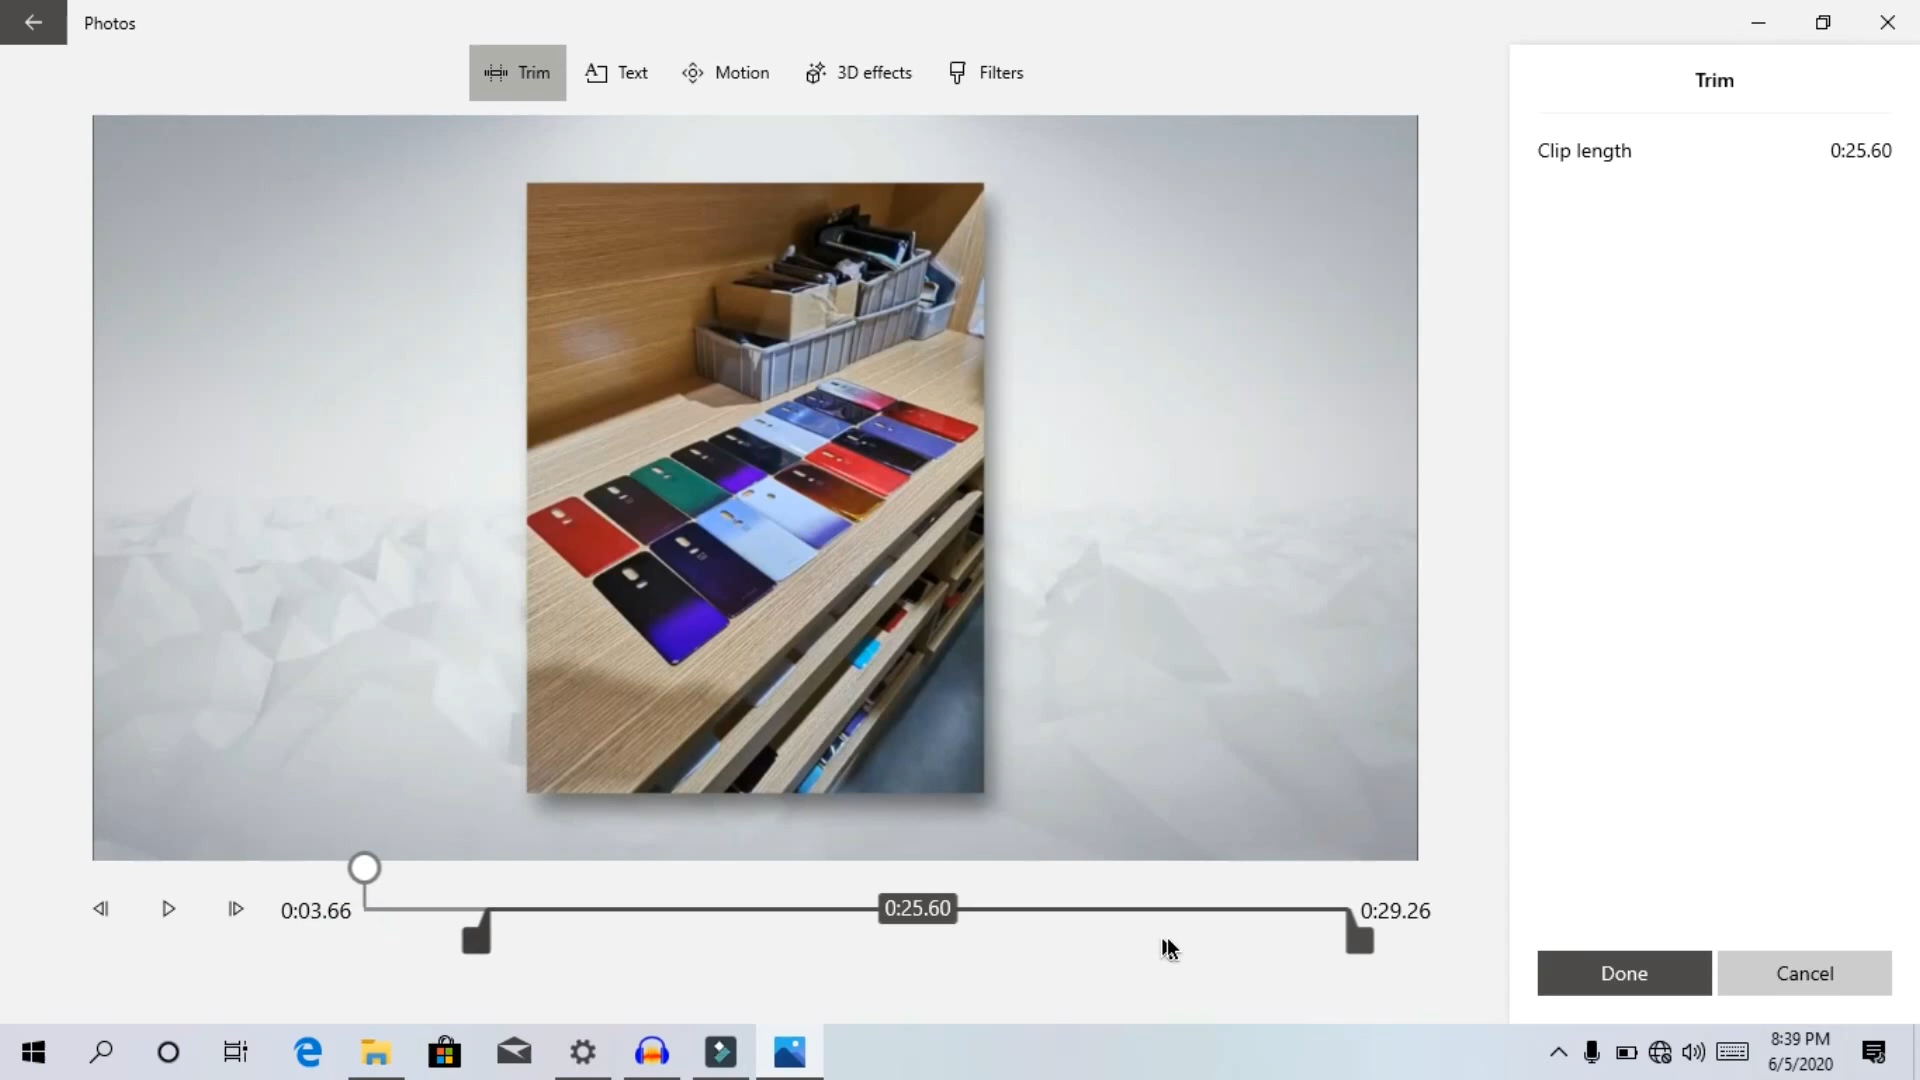 Photos
Trim
Text
Motion
3D effects
Filters
Trim
Clip length
0:25.60
0:03.66
0:25.60
0:29.26
Done
Cancel
8:39 PM
6/5/2020